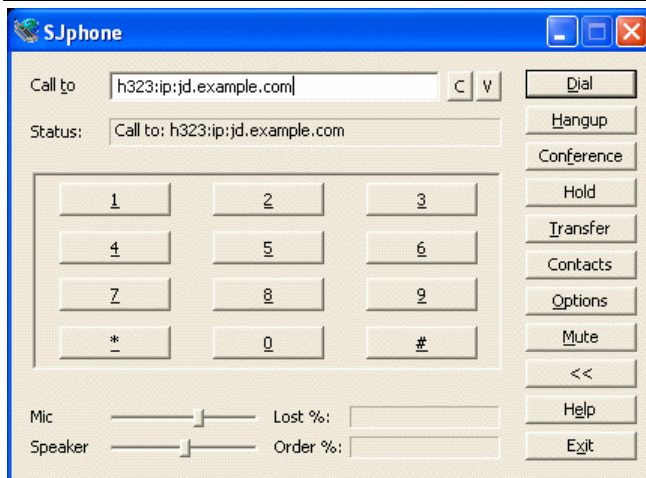 SJphone
Call to h323:ip:jd.example.com C V Dial
Status: Call to: h323:ip:jd.example.com Hangup
Conference
1 2 3 Hold
Transfer
4 5 6 Contacts
7 8 9 Options
* 0 # Mute
<<
Mic Lost %: Help
Speaker Order %: Exit